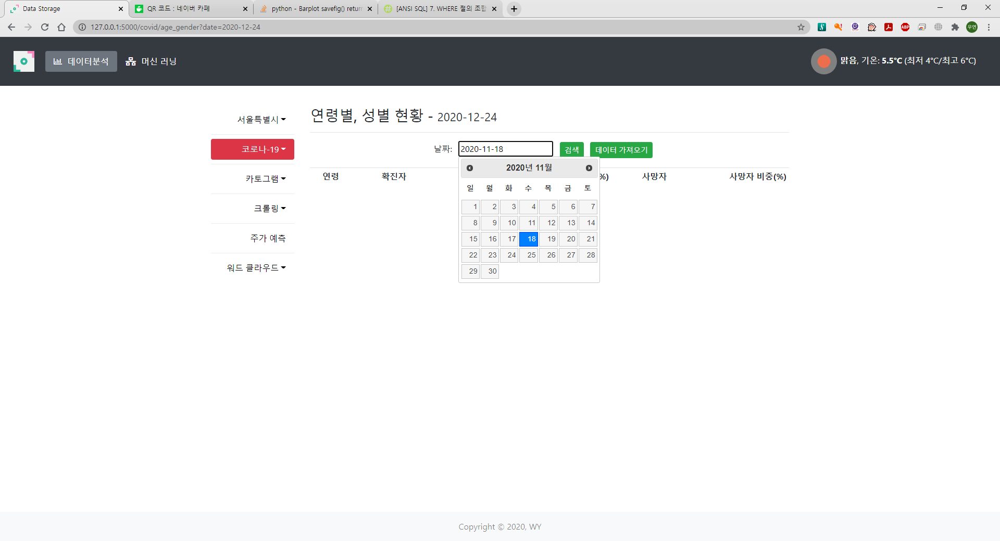 Data Storage
QR 코드 : 네이버 카페
python - Barplot savefig() return
[ANSI SQL] 7. WHERE 절의 조합
127.0.0.1:5000/covid/age_gender?date=2020-12-24
ABP
우연
데이터분석
머신 러닝
맑음, 기온: 5.5°C (최저 4°C/최고 6°C)
서울특별시
코로나-19
카토그램
크롤링
주가 예측
워드 클라우드
연령별, 성별 현황 - 2020-12-24
날짜: 2020-11-18 검색 데이터 가져오기
연령 확진자 %) 사망자 사망자 비중(%)
2020년 11월
일 월 화 수 목 금 토
1 2 3 4 5 6 7
8 9 10 11 12 13 14
15 16 17 18 19 20 21
22 23 24 25 26 27 28
29 30
Copyright © 2020, WY